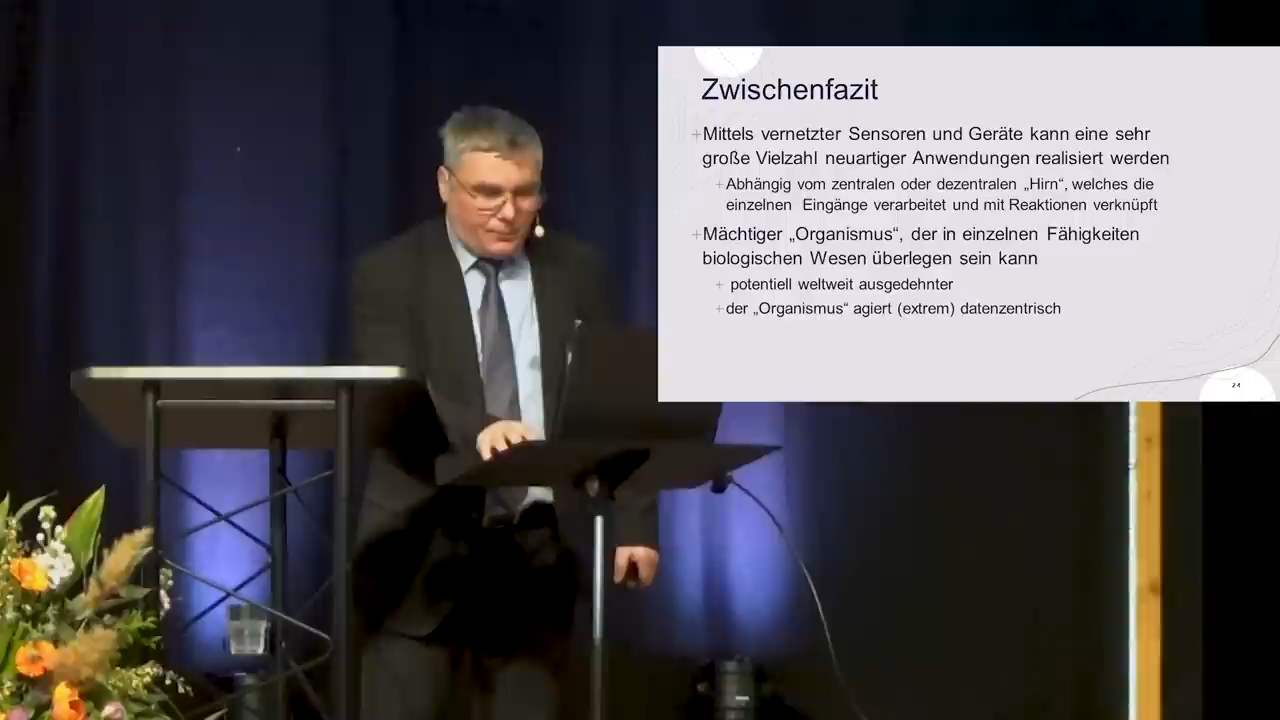 Zwischenfazit
+Mittels vernetzter Sensoren und Geräte kann eine sehr
große Vielzahl neuartiger Anwendungen realisiert werden
+Abhängig vom zentralen oder dezentralen „Hirn“, welches die
einzelnen Eingänge verarbeitet und mit Reaktionen verknüpft
+Mächtiger „Organismus“, der in einzelnen Fähigkeiten
biologischen Wesen überlegen sein kann
+ potentiell weltweit ausgedehnter
+der „Organismus“ agiert (extrem) datenzentrisch
24